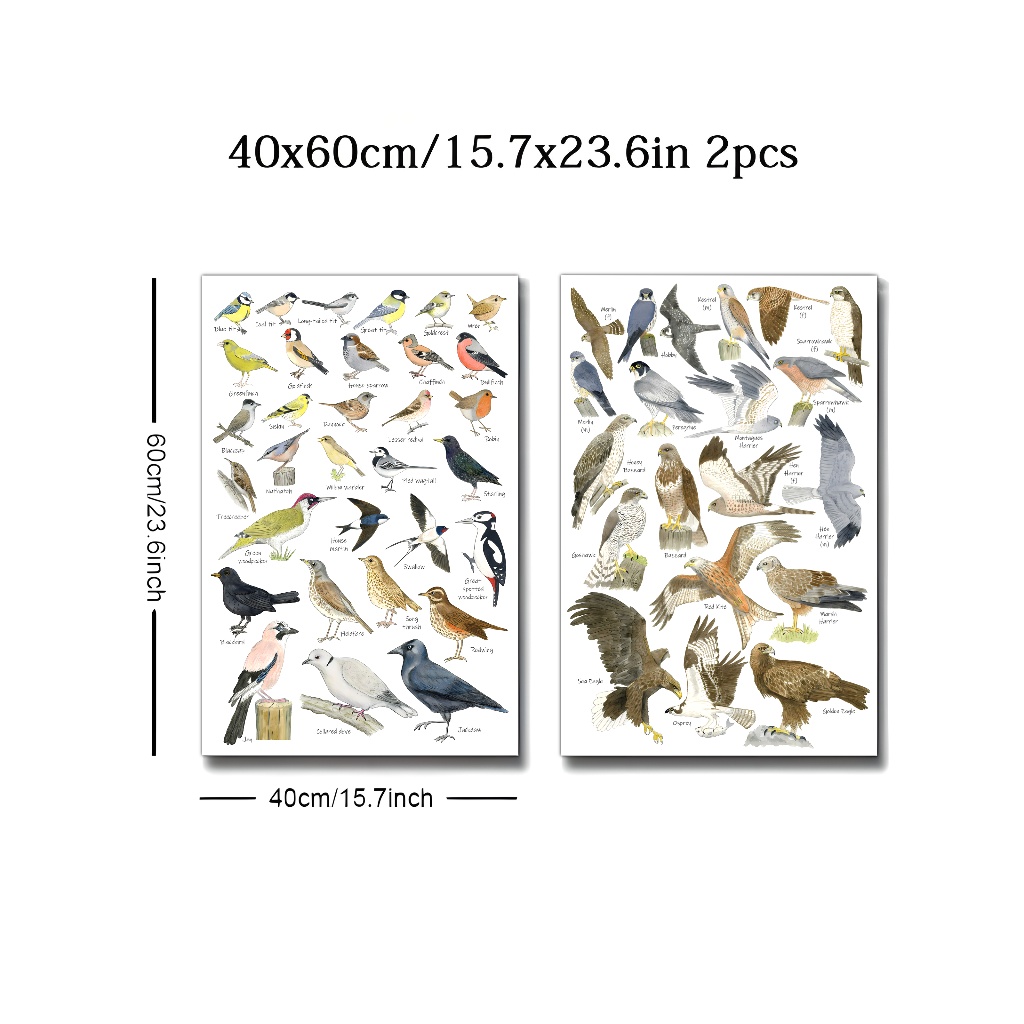 40x60cm/15.7x23.6in 2pcs
60cm/23.6inch
40cm/15.7inch
Blue tit
Coal tit
Long-tailed tit
Great tit
Goldcrest
Wren
Greenfinch
Goldfinch
House sparrow
Chaffinch
Bullfinch
Blackcap
Siskin
Dunnock
Lesser redpoll
Robin
Treecreeper
Nuthatch
Willow warbler
Pied wagtail
Starling
Green
woodpecker
House
martin
Swallow
Great
spotted
woodpecker
Blackbird
Fieldfare
Song
thrush
Redwing
Jay
Collared dove
Jackdaw
Merlin
(f)
Hobby
Kestrel
(m)
Kestrel
(f)
Sparrowhawk
(f)
Merlin
(m)
Peregrine
Montagues
Harrier
Sparrowhawk
(m)
Honey
Buzzard
Hen
Harrier
(f)
Hen
Harrier
(m)
Goshawk
Buzzard
Red Kite
Marsh
Harrier
Sea Eagle
Osprey
Golden Eagle